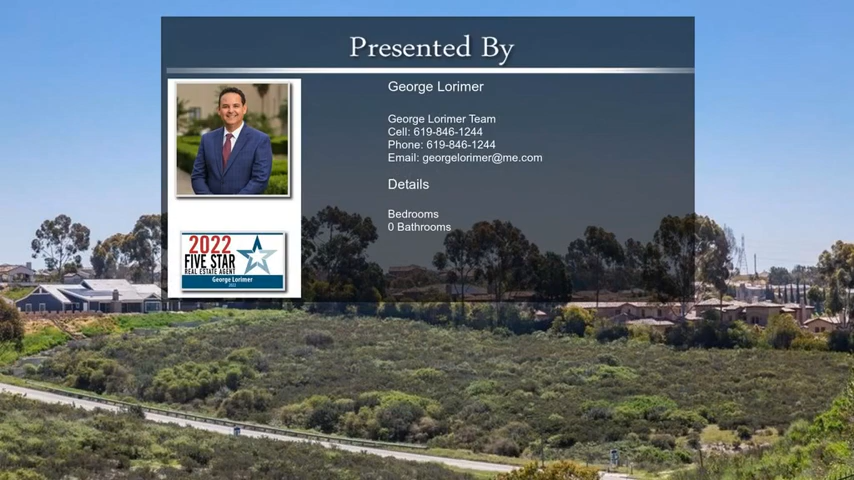 Presented By
George Lorimer
George Lorimer Team
Cell: 619-846-1244
Phone: 619-846-1244
Email: georgelorimer@me.com
Details
Bedrooms
0 Bathrooms
2022
FIVE STAR
REAL ESTATE AGENT
George Lorimer